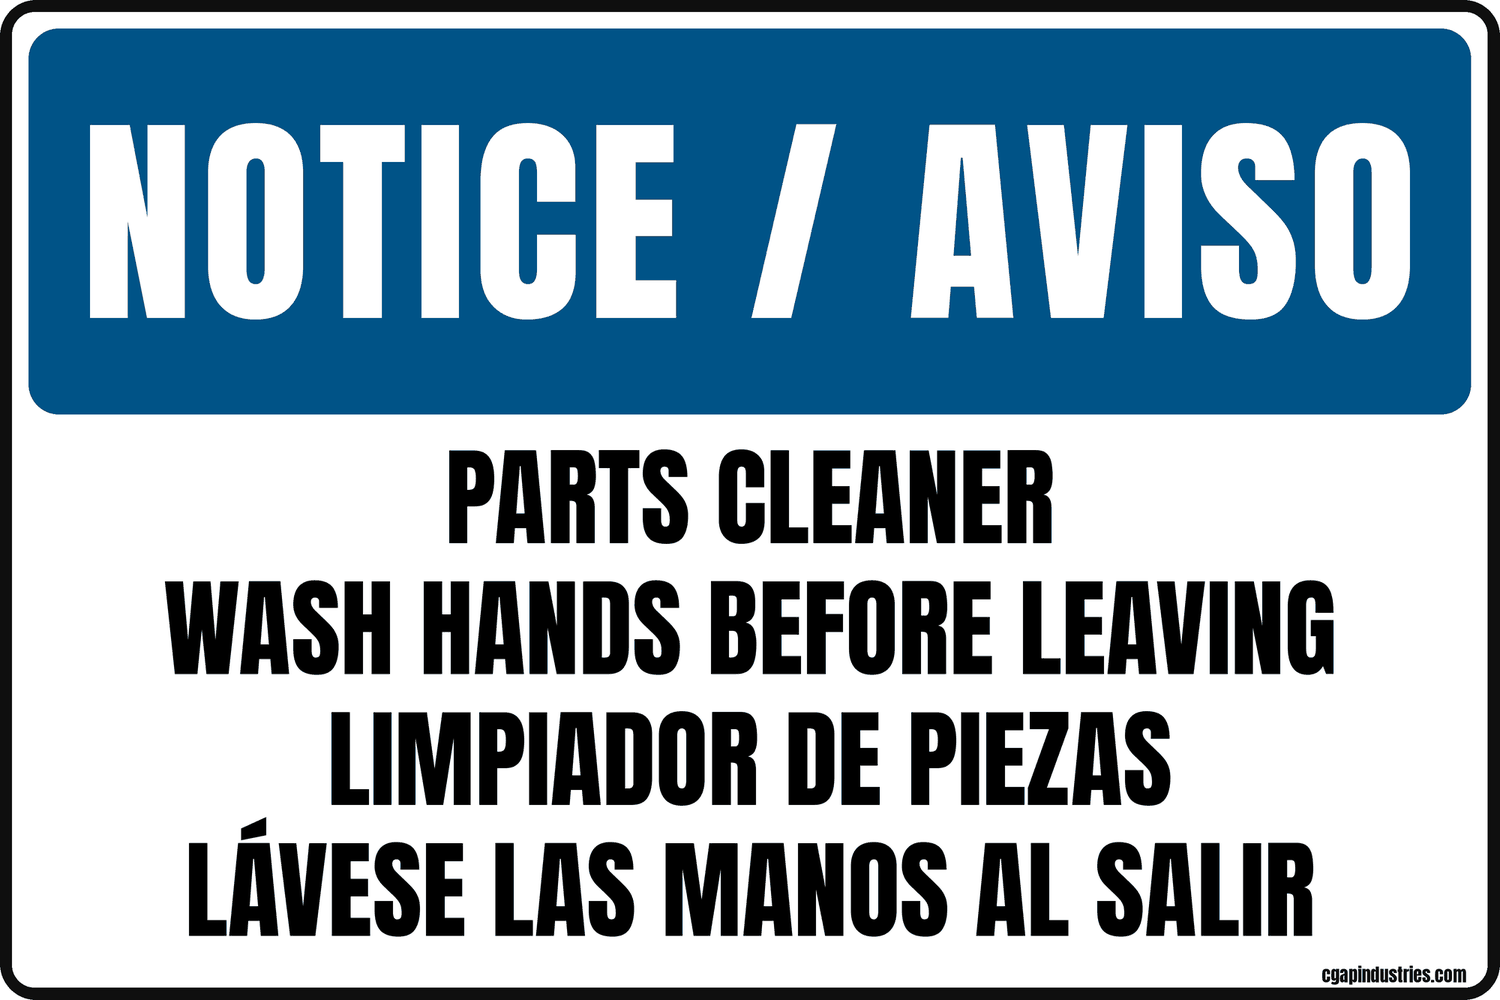 NOTICE / AVISO
PARTS CLEANER
WASH HANDS BEFORE LEAVING
LIMPIADOR DE PIEZAS
LÁVESE LAS MANOS AL SALIR
cgapindustries.com